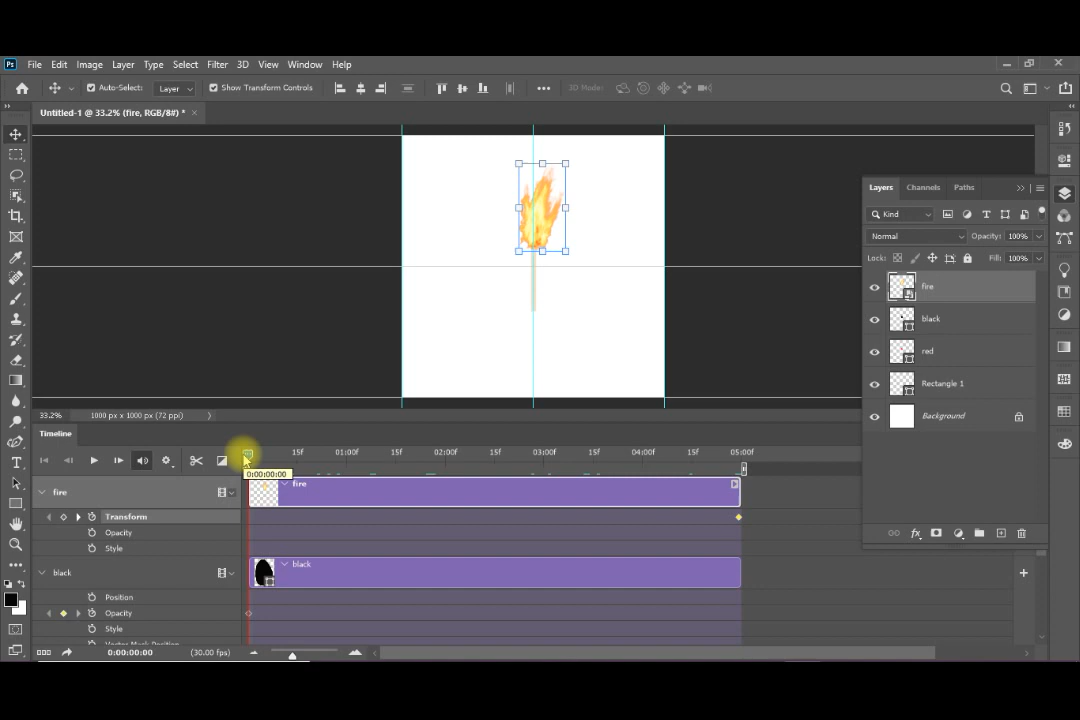 Ps File Edit Image Layer Type Select Filter 3D View Window Help
Auto-Select: Layer Show Transform Controls 3D Mode:
Untitled-1 @ 33.2% (fire, RGB/8#) *
Layers Channels Paths
Kind
Normal Opacity: 100%
Lock: Fill: 100%
fire
black
red
Rectangle 1
Background
33.2% 1000 px x 1000 px (72 ppi)
Timeline
15f 01:00f 15f 02:00f 15f 03:00f 15f 04:00f 15f 05:00f
0:00:00:00
fire fire
Transform
Opacity
Style
black black
Position
Opacity
Style
Vector Mask Position
0:00:00:00 (30.00 fps)